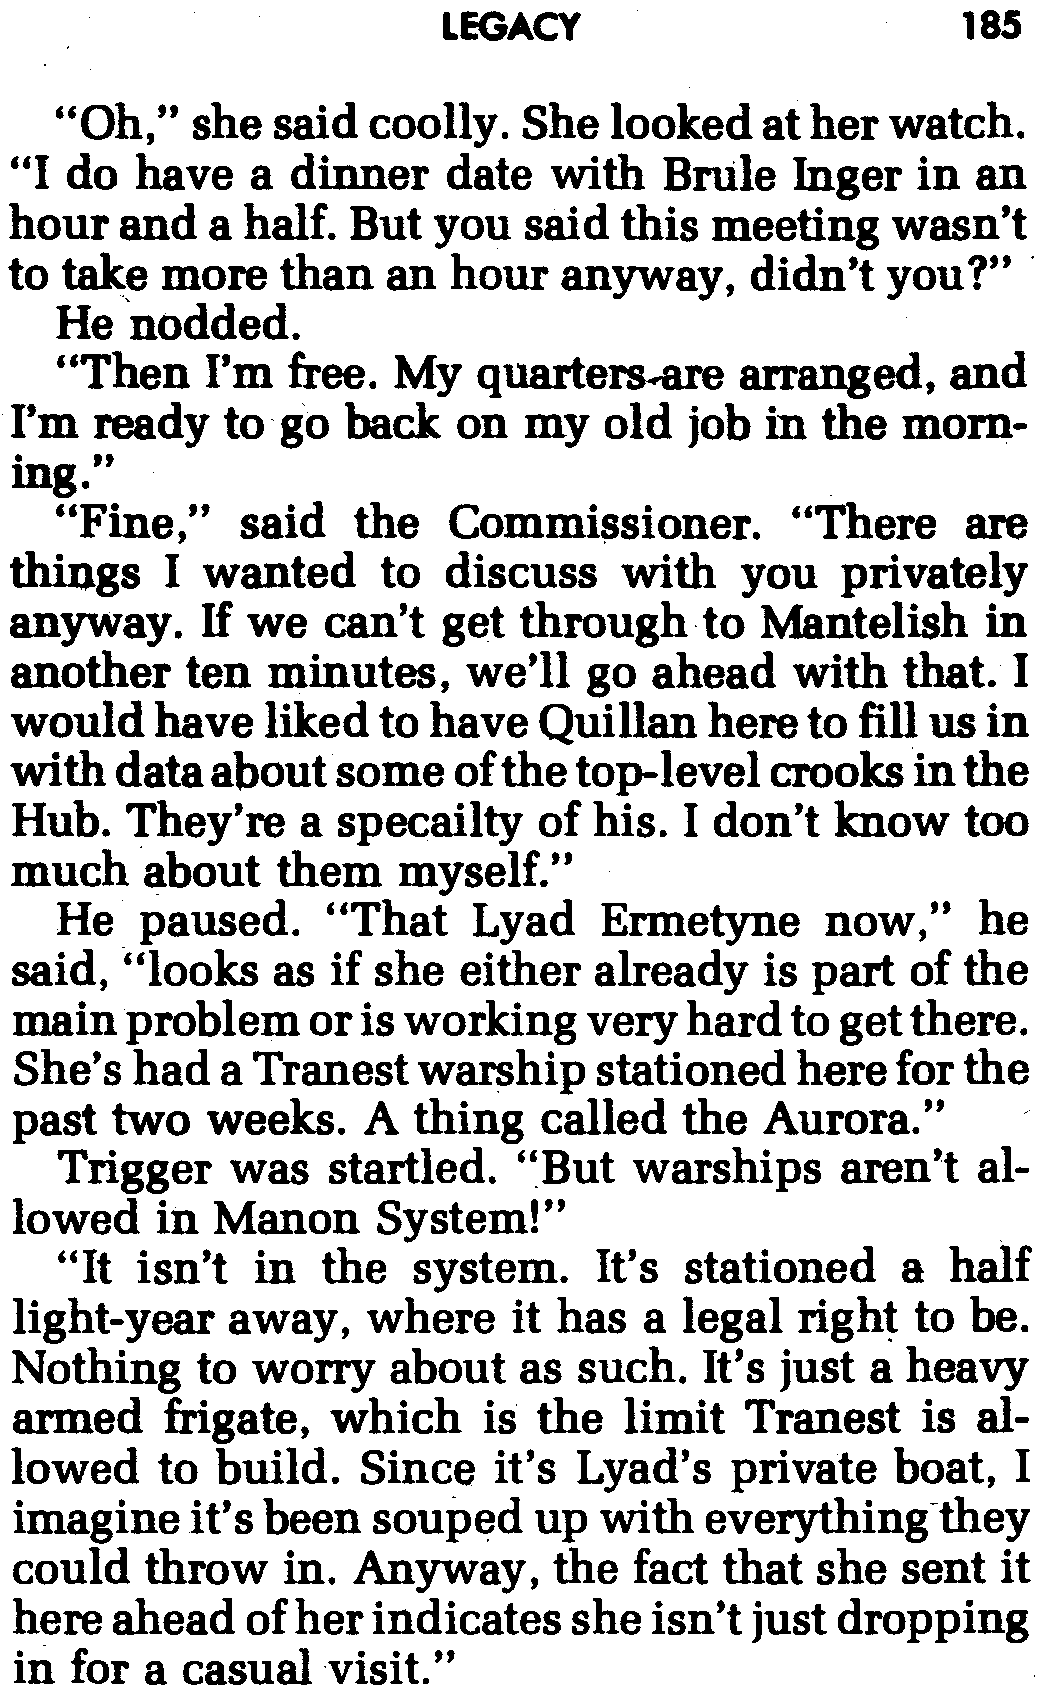 LEGACY 185
“Oh,” she said coolly. She looked at her watch.
“I do have a dinner date with Brule Inger in an
hour and a half. But you said this meeting wasn’t
to take more than an hour anyway, didn’t you?”
He nodded.
“Then I’m free. My quarters are arranged, and
I’m ready to go back on my old job in the morn-
ing.”
“Fine,” said the Commissioner. “There are
things I wanted to discuss with you privately
anyway. If we can’t get through to Mantelish in
another ten minutes, we’ll go ahead with that. I
would have liked to have Quillan here to fill us in
with data about some of the top-level crooks in the
Hub. They’re a specailty of his. I don’t know too
much about them myself.”
He paused. “That Lyad Ermetyne now,” he
said, “looks as if she either already is part of the
main problem or is working very hard to get there.
She’s had a Tranest warship stationed here for the
past two weeks. A thing called the Aurora.”
Trigger was startled. “But warships aren’t al-
lowed in Manon System!”
“It isn’t in the system. It’s stationed a half
light-year away, where it has a legal right to be.
Nothing to worry about as such. It’s just a heavy
armed frigate, which is the limit Tranest is al-
lowed to build. Since it’s Lyad’s private boat, I
imagine it’s been souped up with everything they
could throw in. Anyway, the fact that she sent it
here ahead of her indicates she isn’t just dropping
in for a casual visit.”